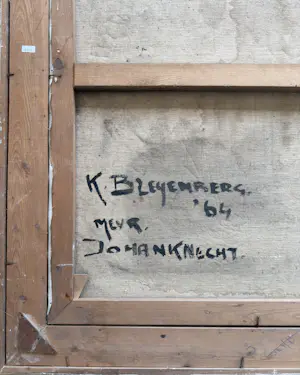 K. BLEYENBERG.
'64
MEVR.
JOHANKNECHT.